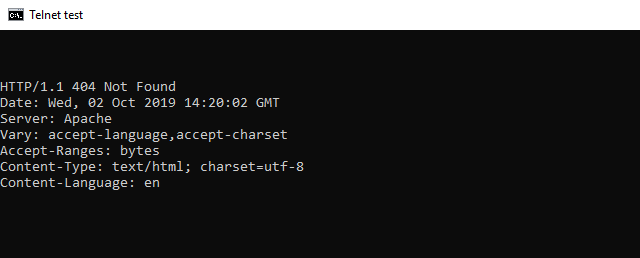 Telnet test
HTTP/1.1 404 Not Found
Date: Wed, 02 Oct 2019 14:20:02 GMT
Server: Apache
Vary: accept-language,accept-charset
Accept-Ranges: bytes
Content-Type: text/html; charset=utf-8
Content-Language: en